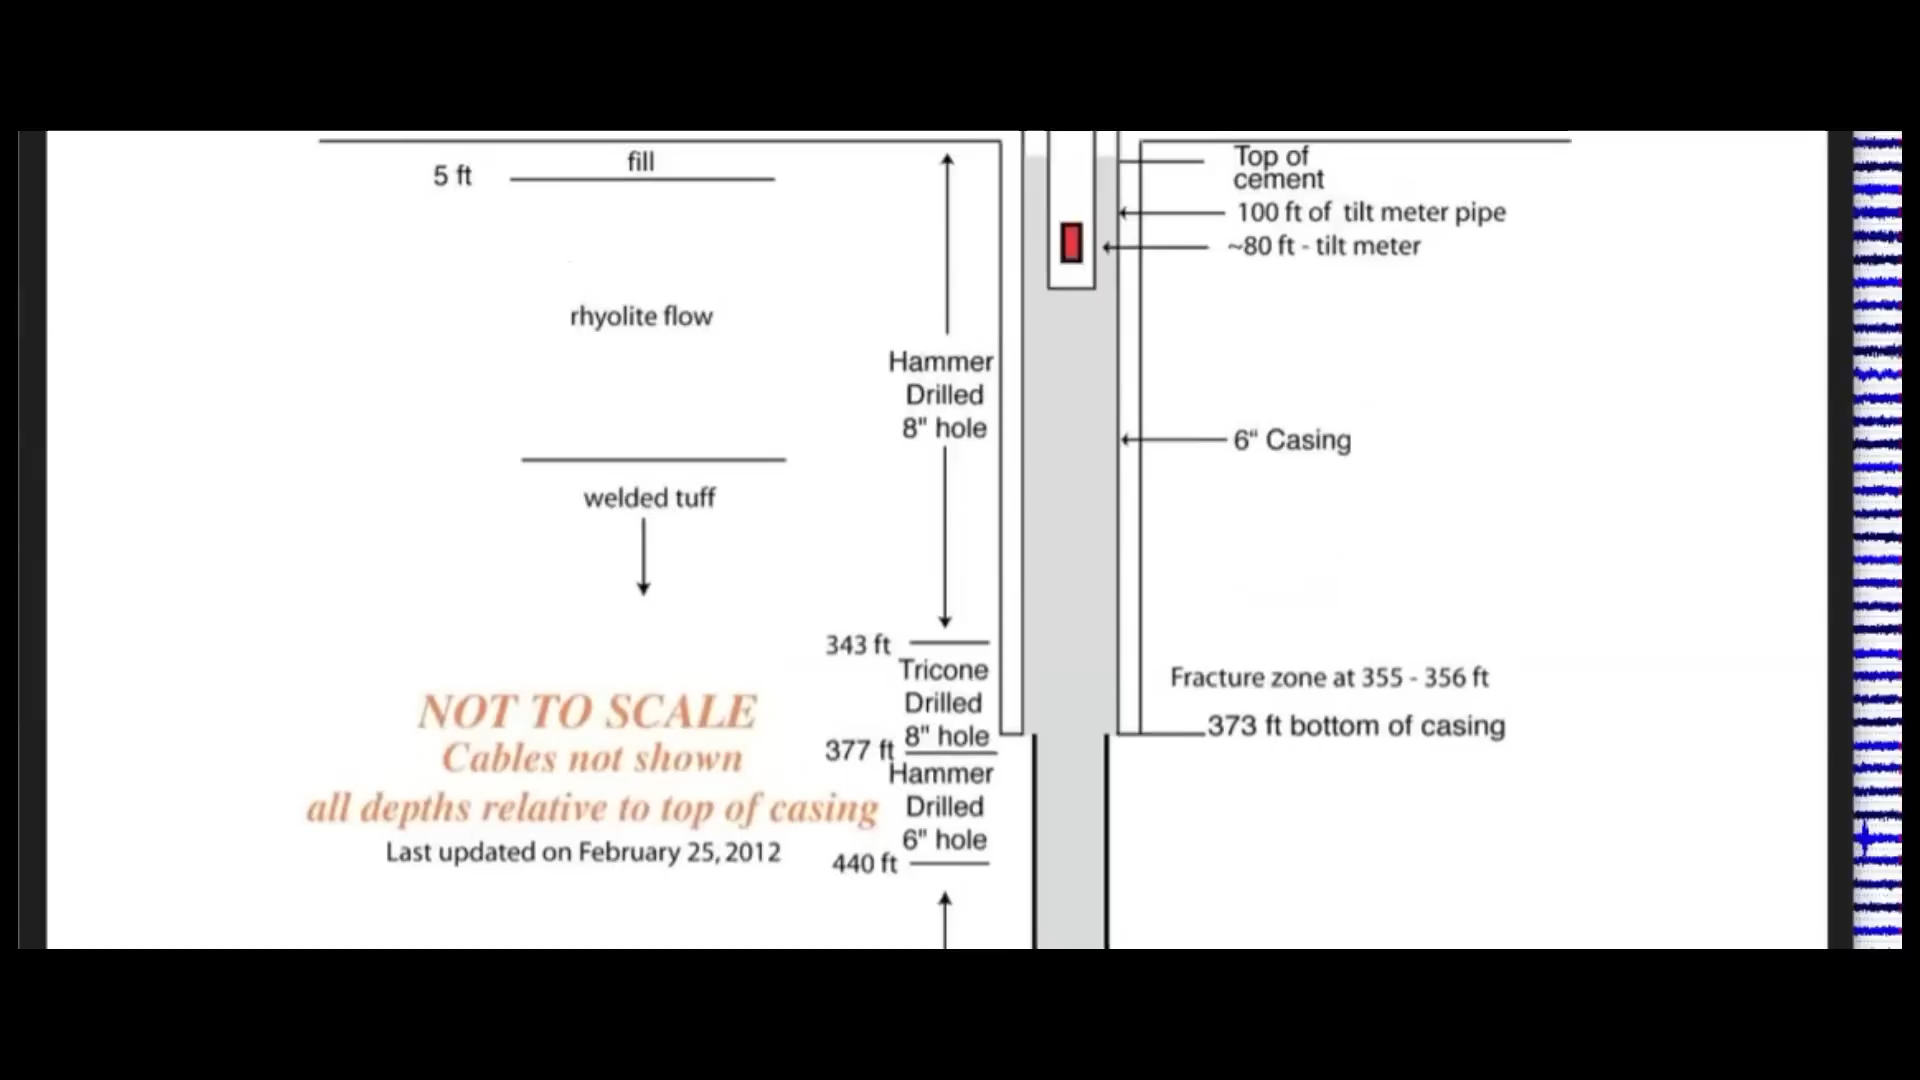 fill
5 ft
rhyolite flow
welded tuff
Hammer
Drilled
8" hole
343 ft
Tricone
Drilled
8" hole
377 ft
Hammer
Drilled
6" hole
440 ft
Top of
cement
100 ft of tilt meter pipe
~80 ft - tilt meter
6“ Casing
Fracture zone at 355 - 356 ft
373 ft bottom of casing
NOT TO SCALE
Cables not shown
all depths relative to top of casing
Last updated on February 25, 2012